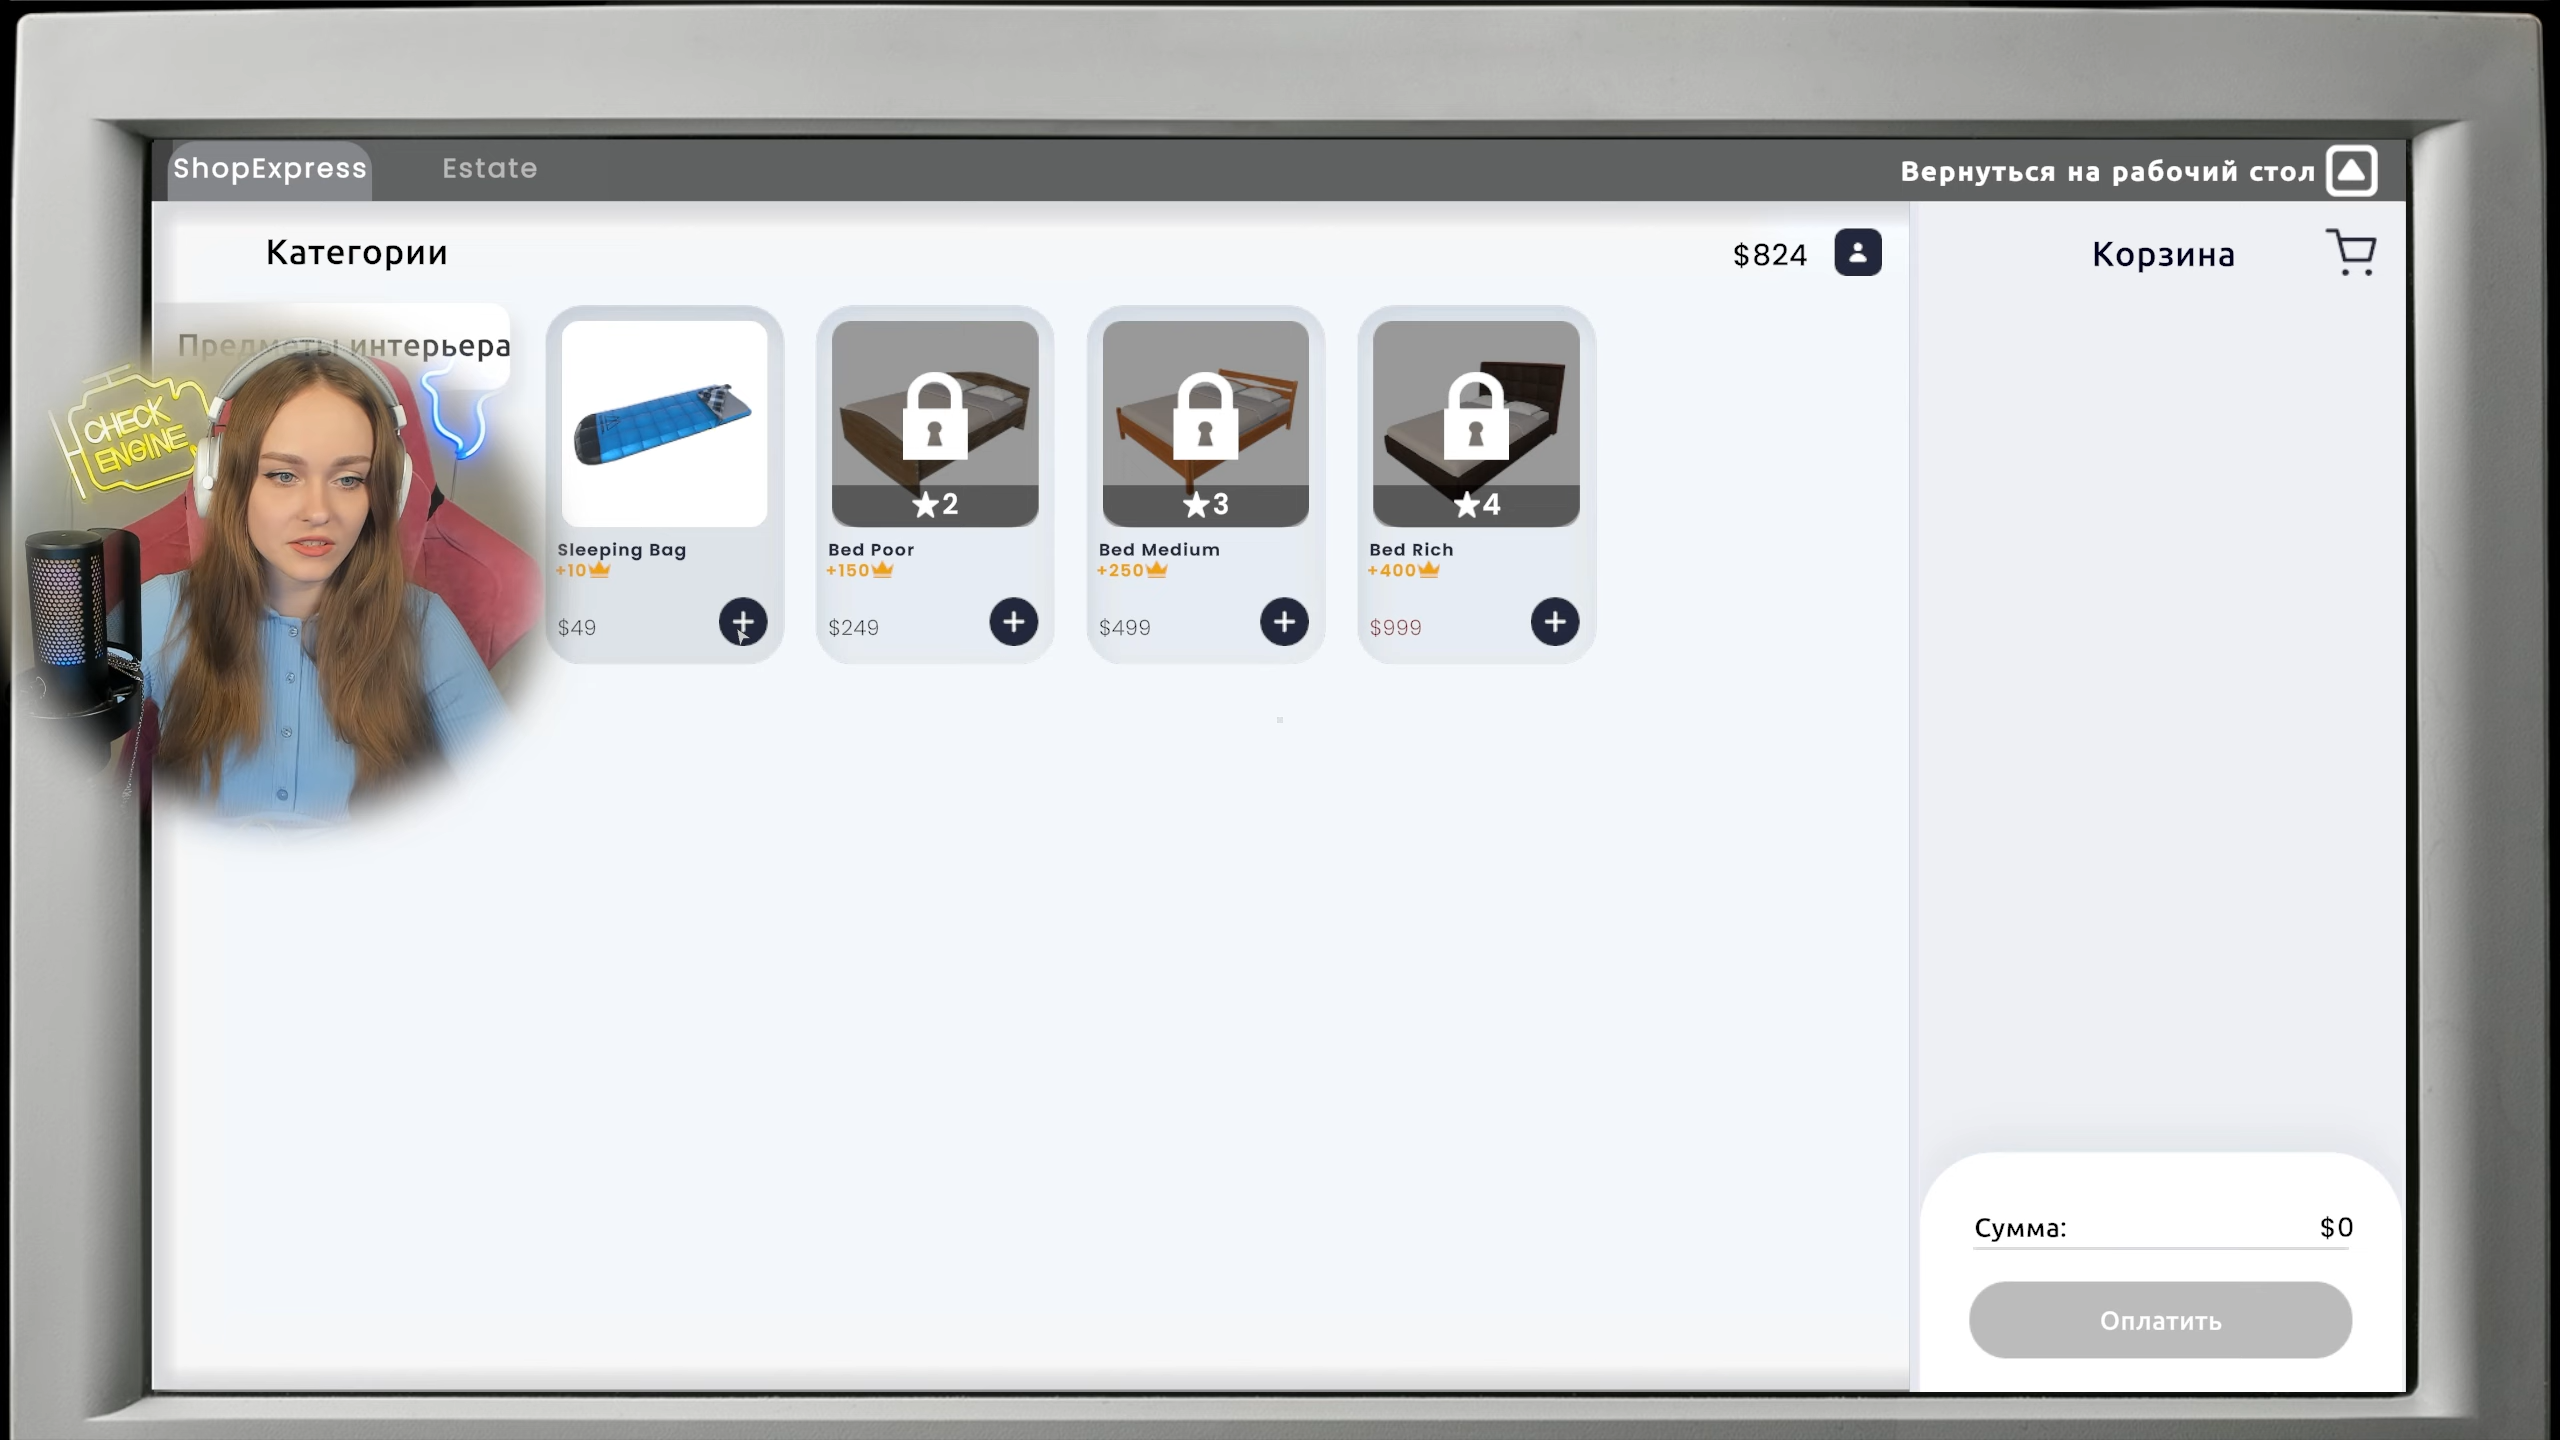 ShopExpress
Estate
Вернуться на рабочий стол
Категории
$824
Корзина
Предметы интерьера
CHECK
ENGINE
★2
★3
★4
Sleeping Bag
+10
$49
Bed Poor
+150
$249
Bed Medium
+250
$499
Bed Rich
+400
$999
Сумма:
$0
Оплатить